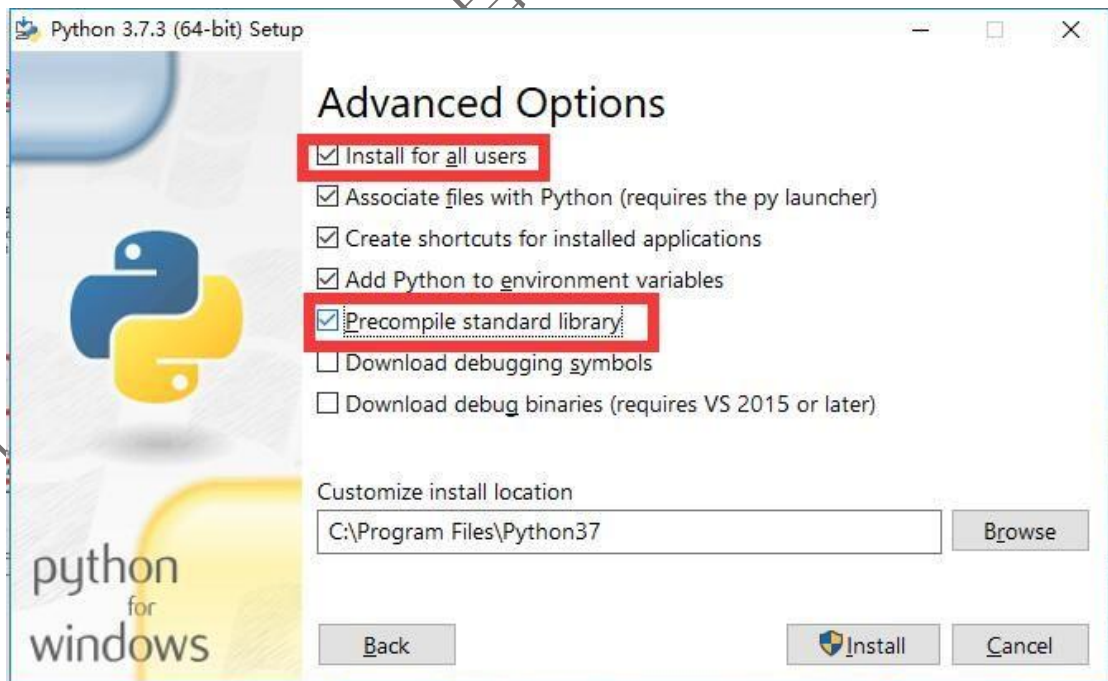 Python 3.7.3 (64-bit) Setup
Advanced Options
Install for all users
Associate files with Python (requires the py launcher)
Create shortcuts for installed applications
Add Python to environment variables
Precompile standard library
Download debugging symbols
Download debug binaries (requires VS 2015 or later)
Customize install location
C:\Program Files\Python37
Browse
python
for
windows
Back
Install
Cancel